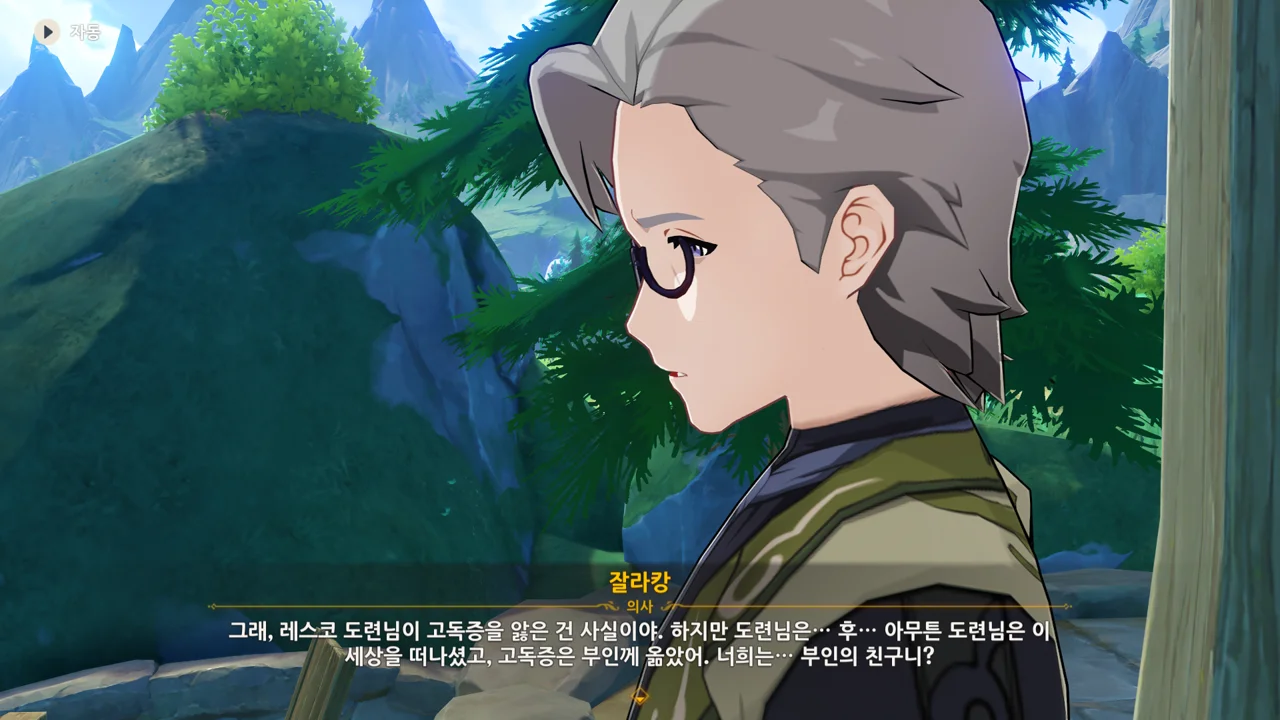 자동
잘라캉
의사
그래, 레스코 도련님이 고독증을 앓은 건 사실이야. 하지만 도련님은… 후… 아무튼 도련님은 이
세상을 떠나셨고, 고독증은 부인께 옮았어. 너희는… 부인의 친구니?